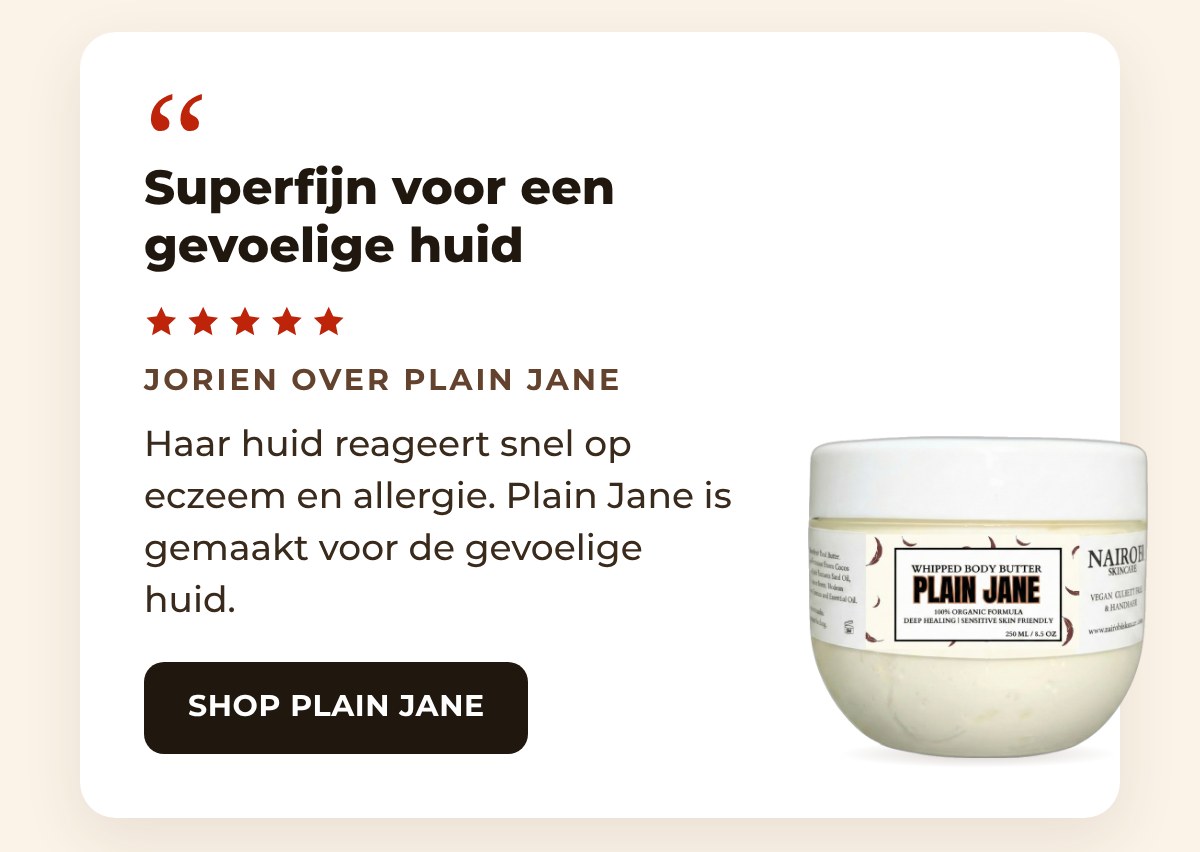 “
Superfijn voor een
gevoelige huid
★★★★★
JORIEN OVER PLAIN JANE
Haar huid reageert snel op
eczeem en allergie. Plain Jane is
gemaakt voor de gevoelige
huid.
SHOP PLAIN JANE
WHIPPED BODY BUTTER
PLAIN JANE
100% ORGANIC FORMULA
DEEP HEALING | SENSITIVE SKIN FRIENDLY
250 ML / 8.5 OZ
NAIROBI
SKINCARE
VEGAN
& HANDMADE